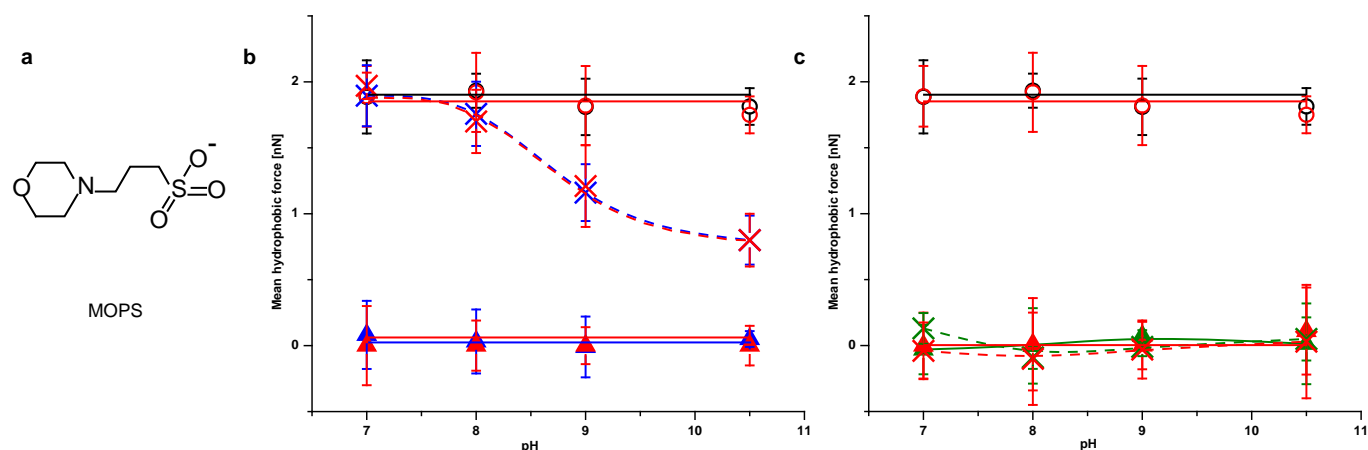 a
O
N
S
O
-
O
O
MOPS
b
Mean hydrophobic force [nN]
2
1
0
7 8 9 10 11
pH
c
Mean hydrophobic force [nN]
2
1
0
7 8 9 10 11
pH